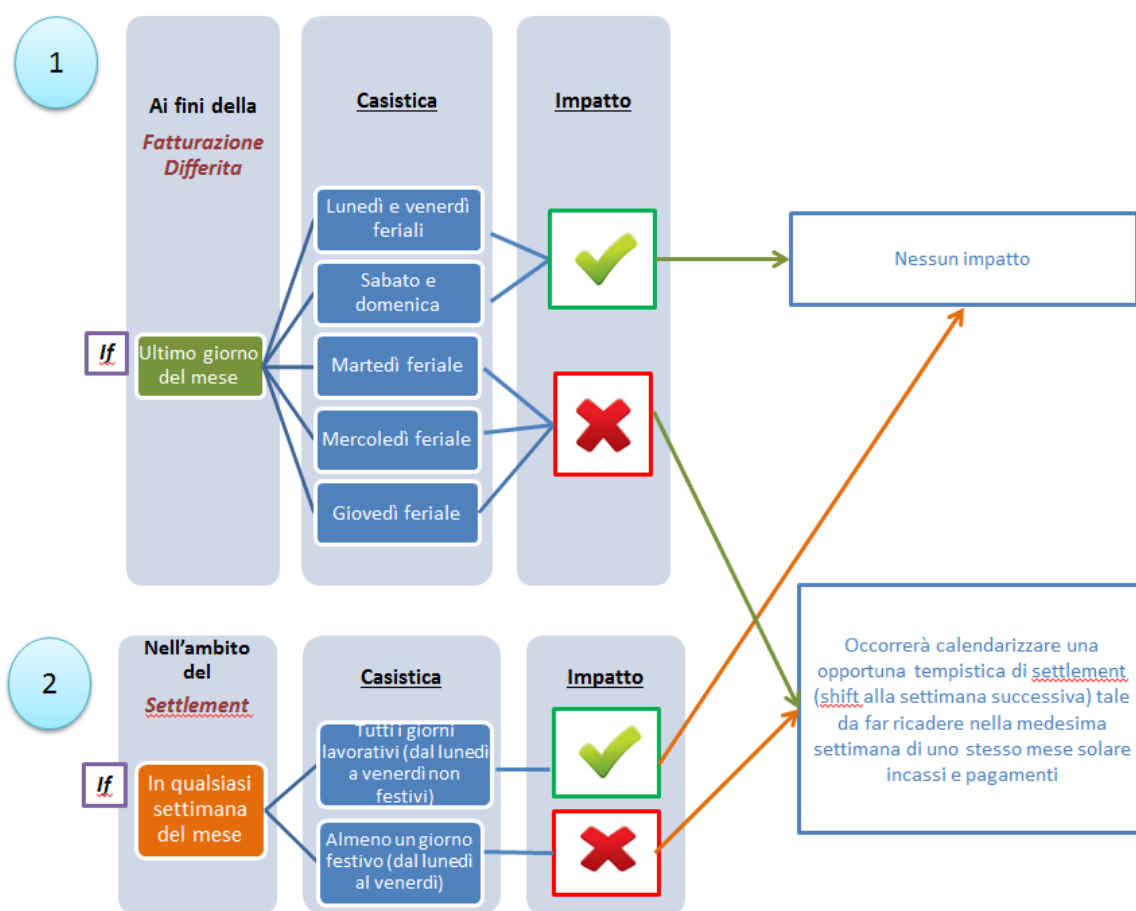 1
Ai fini della
Fatturazione
Differita
Casistica
Impatto
Lunedì e venerdì
feriali
Sabato e
domenica
If
Ultimo giorno
del mese
Martedì feriale
Mercoledì feriale
Giovedì feriale
Nessun impatto
2
Nell'ambito
del
Settlement
Casistica
Impatto
If
In qualsiasi
settimana
del mese
Tutti i giorni
lavorativi (dal lunedì
a venerdì non
festivi)
Almeno un giorno
festivo (dal lunedì
al venerdì)
Occorrerà calendarizzare una
opportuna tempistica di settlement
(shift alla settimana successiva) tale
da far ricadere nella medesima
settimana di uno stesso mese solare
incassi e pagamenti